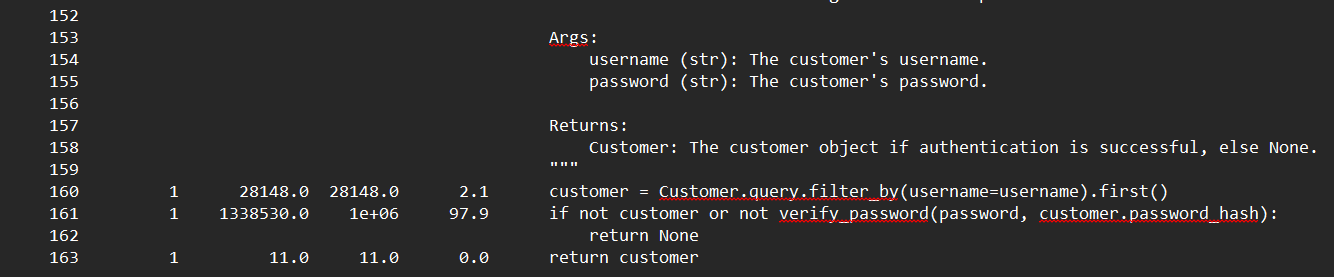 152
153 Args:
154 username (str): The customer's username.
155 password (str): The customer's password.
156
157 Returns:
158 Customer: The customer object if authentication is successful, else None.
159 """
160 1 28148.0 28148.0 2.1 customer = Customer.query.filter_by(username=username).first()
161 1 1338530.0 1e+06 97.9 if not customer or not verify_password(password, customer.password_hash):
162 return None
163 1 11.0 11.0 0.0 return customer